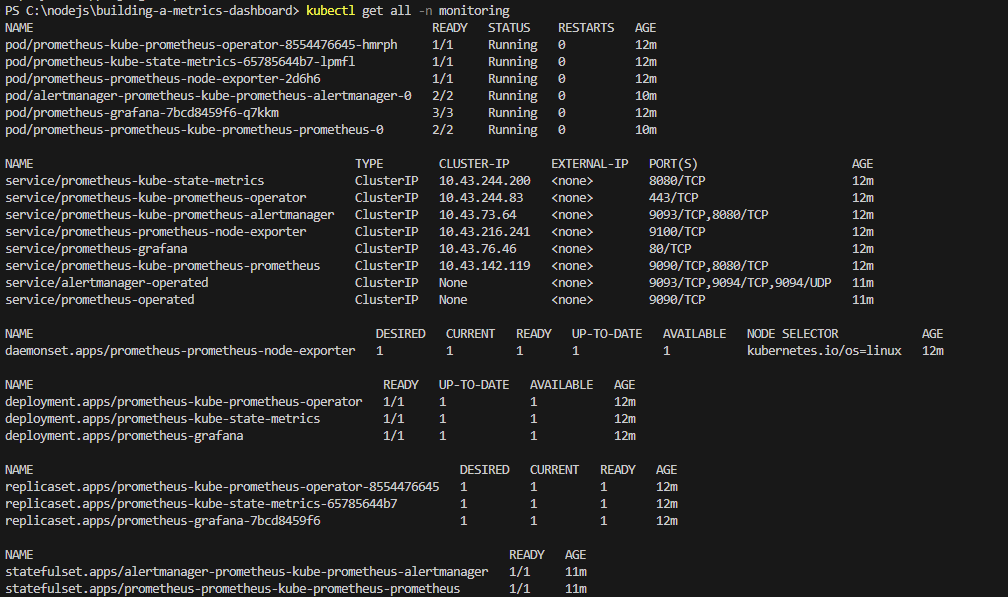 PS C:\nodejs\building-a-metrics-dashboard> kubectl get all -n monitoring
NAME READY STATUS RESTARTS AGE
pod/prometheus-kube-prometheus-operator-8554476645-hmrph 1/1 Running 0 12m
pod/prometheus-kube-state-metrics-65785644b7-lpmfl 1/1 Running 0 12m
pod/prometheus-prometheus-node-exporter-2d6h6 1/1 Running 0 12m
pod/alertmanager-prometheus-kube-prometheus-alertmanager-0 2/2 Running 0 10m
pod/prometheus-grafana-7bcd8459f6-q7kkm 3/3 Running 0 12m
pod/prometheus-prometheus-kube-prometheus-prometheus-0 2/2 Running 0 10m
NAME TYPE CLUSTER-IP EXTERNAL-IP PORT(S) AGE
service/prometheus-kube-state-metrics ClusterIP 10.43.244.200 <none> 8080/TCP 12m
service/prometheus-kube-prometheus-operator ClusterIP 10.43.244.83 <none> 443/TCP 12m
service/prometheus-kube-prometheus-alertmanager ClusterIP 10.43.73.64 <none> 9093/TCP,8080/TCP 12m
service/prometheus-prometheus-node-exporter ClusterIP 10.43.216.241 <none> 9100/TCP 12m
service/prometheus-grafana ClusterIP 10.43.76.46 <none> 80/TCP 12m
service/prometheus-kube-prometheus-prometheus ClusterIP 10.43.142.119 <none> 9090/TCP,8080/TCP 12m
service/alertmanager-operated ClusterIP None <none> 9093/TCP,9094/TCP,9094/UDP 11m
service/prometheus-operated ClusterIP None <none> 9090/TCP 11m
NAME DESIRED CURRENT READY UP-TO-DATE AVAILABLE NODE SELECTOR AGE
daemonset.apps/prometheus-prometheus-node-exporter 1 1 1 1 1 kubernetes.io/os=linux 12m
NAME READY UP-TO-DATE AVAILABLE AGE
deployment.apps/prometheus-kube-prometheus-operator 1/1 1 1 12m
deployment.apps/prometheus-kube-state-metrics 1/1 1 1 12m
deployment.apps/prometheus-grafana 1/1 1 1 12m
NAME DESIRED CURRENT READY AGE
replicaset.apps/prometheus-kube-prometheus-operator-8554476645 1 1 1 12m
replicaset.apps/prometheus-kube-state-metrics-65785644b7 1 1 1 12m
replicaset.apps/prometheus-grafana-7bcd8459f6 1 1 1 12m
NAME READY AGE
statefulset.apps/alertmanager-prometheus-kube-prometheus-alertmanager 1/1 11m
statefulset.apps/prometheus-prometheus-kube-prometheus-prometheus 1/1 11m